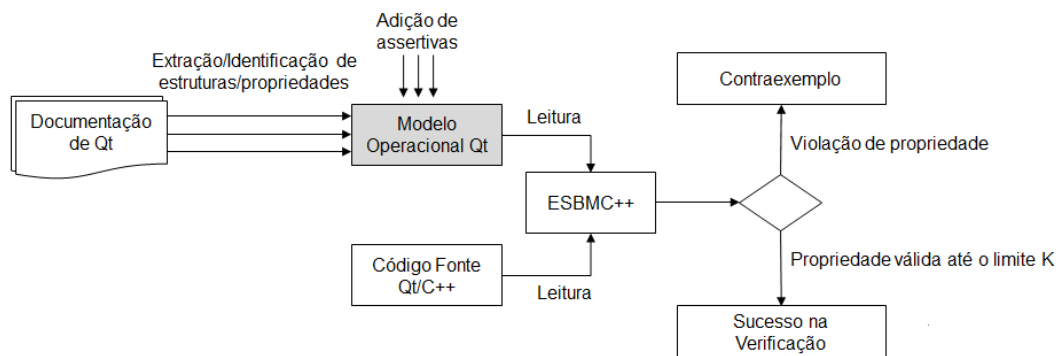 Adição de
assertivas
Extração/Identificação de
estruturas/propriedades
Documentação
de Qt
Modelo
Operacional Qt
Leitura
Contraexemplo
Violação de propriedade
ESBMC++
Código Fonte
Qt/C++
Leitura
Propriedade válida até o limite K
Sucesso na
Verificação